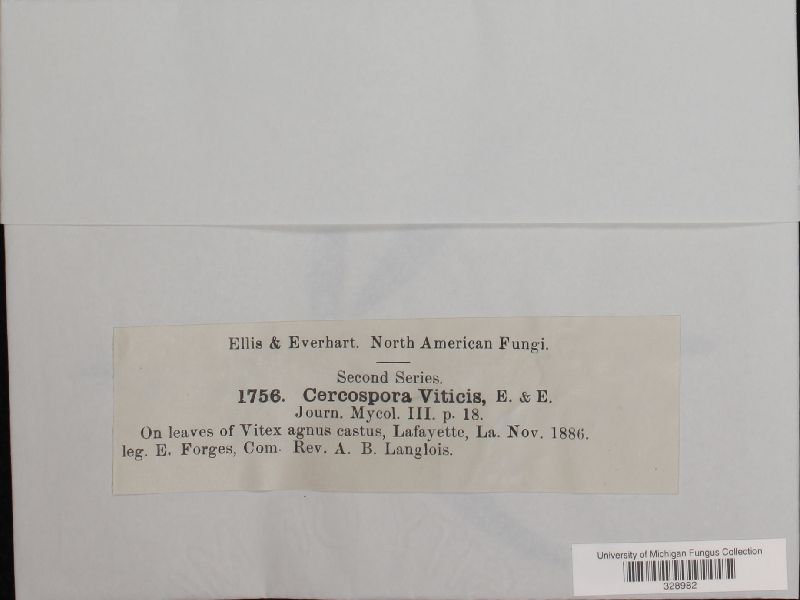 Ellis & Everhart. North American Fungi.
Second Series.
1756. Cercospora Viticis, E. & E.
Journ. Mycol. III. p. 18.
On leaves of Vitex agnus castus, Lafayette, La. Nov. 1886.
leg. E. Forges, Com. Rev. A. B. Langlois.
University of Michigan Fungus Collection
328982